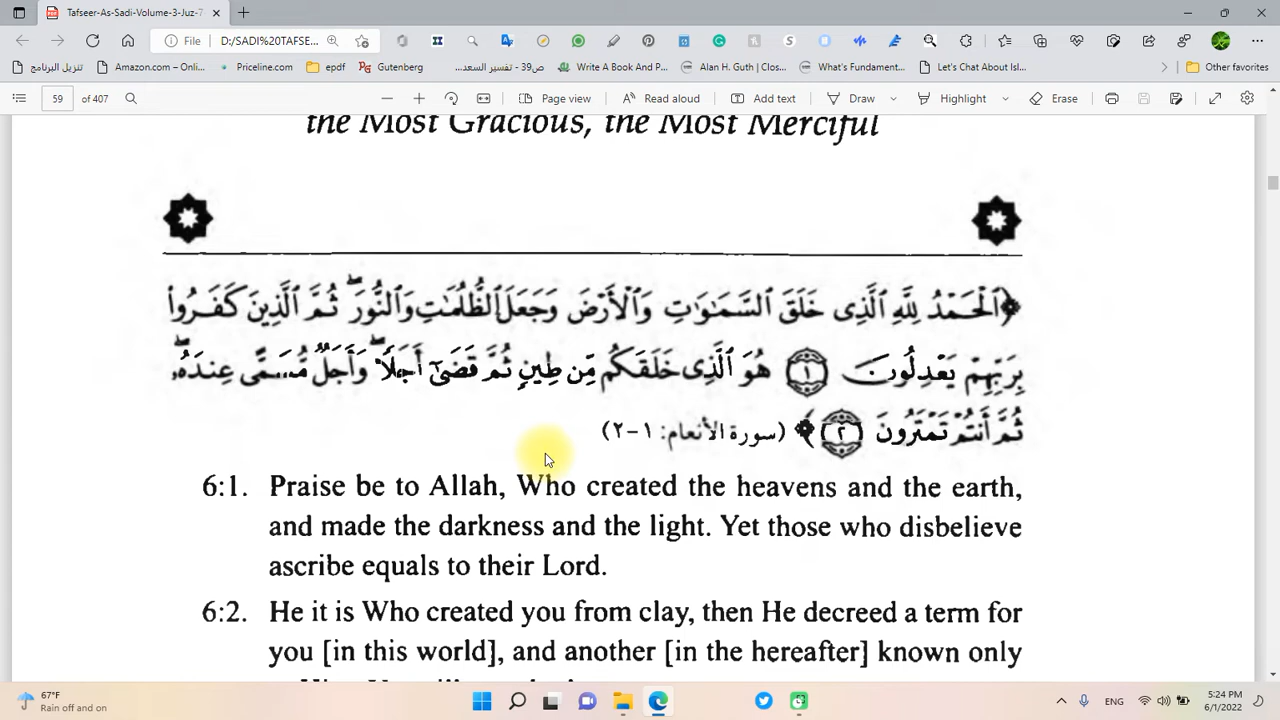 Tafseer-As-Sadi-Volume-3-Juz-7-
File D:/SADI%20TAFSE...
تنزيل البرنامج Amazon.com – Onli... Priceline.com epdf Gutenberg ص39 - تفسير السعد... Write A Book And P... Alan H. Guth | Clos... What's Fundament... Let's Chat About Isl... Other favorites
59 of 407 Page view Read aloud Add text Draw Highlight Erase
the Most Gracious, the Most Merciful
﴿ٱلْحَمْدُ لِلَّهِ ٱلَّذِى خَلَقَ ٱلسَّمَٰوَٰتِ وَٱلْأَرْضَ وَجَعَلَ ٱلظُّلُمَٰتِ وَٱلنُّورَ ۖ ثُمَّ ٱلَّذِينَ كَفَرُوا۟
بِرَبِّهِمْ يَعْدِلُونَ ۝١ هُوَ ٱلَّذِى خَلَقَكُم مِّن طِينٍ ثُمَّ قَضَىٰٓ أَجَلًا ۖ وَأَجَلٌ مُّسَمًّى عِندَهُۥ ۖ
ثُمَّ أَنتُمْ تَمْتَرُونَ ۝٢﴾ (سورة الأنعام: ١-٢)
6:1. Praise be to Allah, Who created the heavens and the earth,
and made the darkness and the light. Yet those who disbelieve
ascribe equals to their Lord.
6:2. He it is Who created you from clay, then He decreed a term for
you [in this world], and another [in the hereafter] known only
67°F
Rain off and on
ENG
5:24 PM
6/1/2022